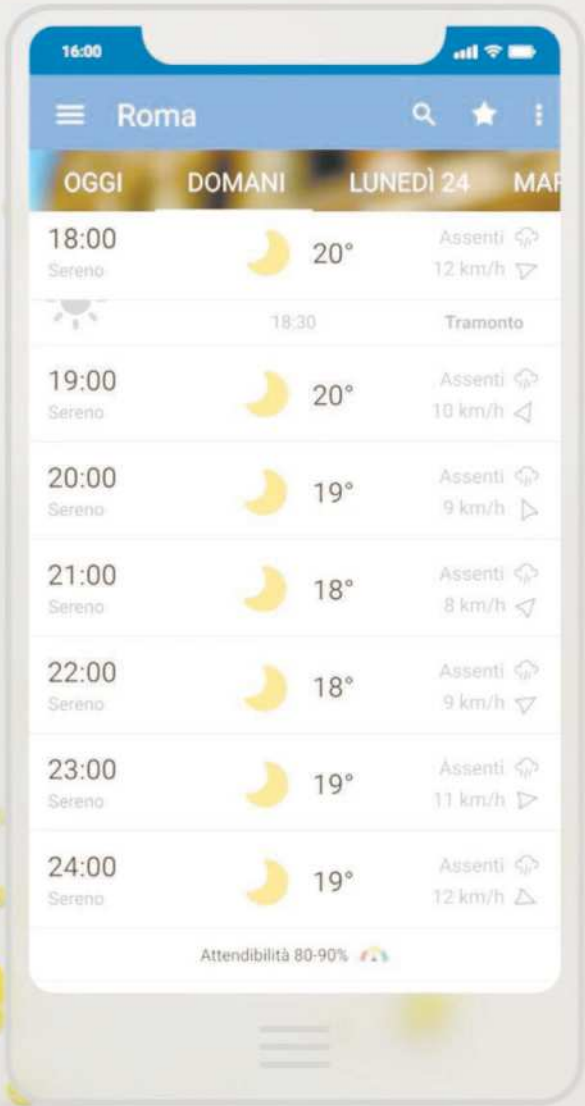 16:00
Roma
OGGI DOMANI LUNEDÌ 24 MAR
18:00 20° Assenti
Sereno 12 km/h
18:30 Tramonto
19:00 20° Assenti
Sereno 10 km/h
20:00 19° Assenti
Sereno 9 km/h
21:00 18° Assenti
Sereno 8 km/h
22:00 18° Assenti
Sereno 9 km/h
23:00 19° Assenti
Sereno 11 km/h
24:00 19° Assenti
Sereno 12 km/h
Attendibilità 80-90%